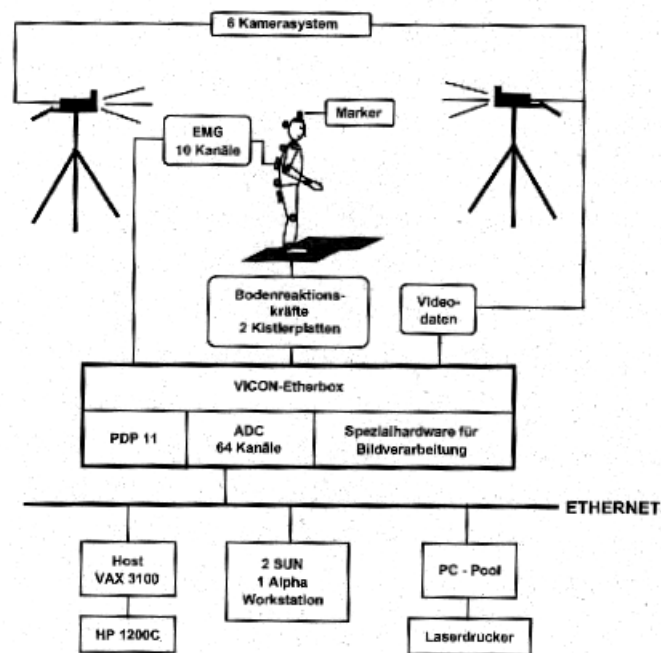 6 Kamerasystem
Marker
EMG
10 Kanäle
Bodenreaktions-
kräfte
2 Kistlerplatten
Video-
daten
VICON-Etherbox
PDP 11
ADC
64 Kanäle
Spezialhardware für
Bildverarbeitung
ETHERNET
Host
VAX 3100
2 SUN
1 Alpha
Workstation
PC - Pool
HP 1200C
Laserdrucker